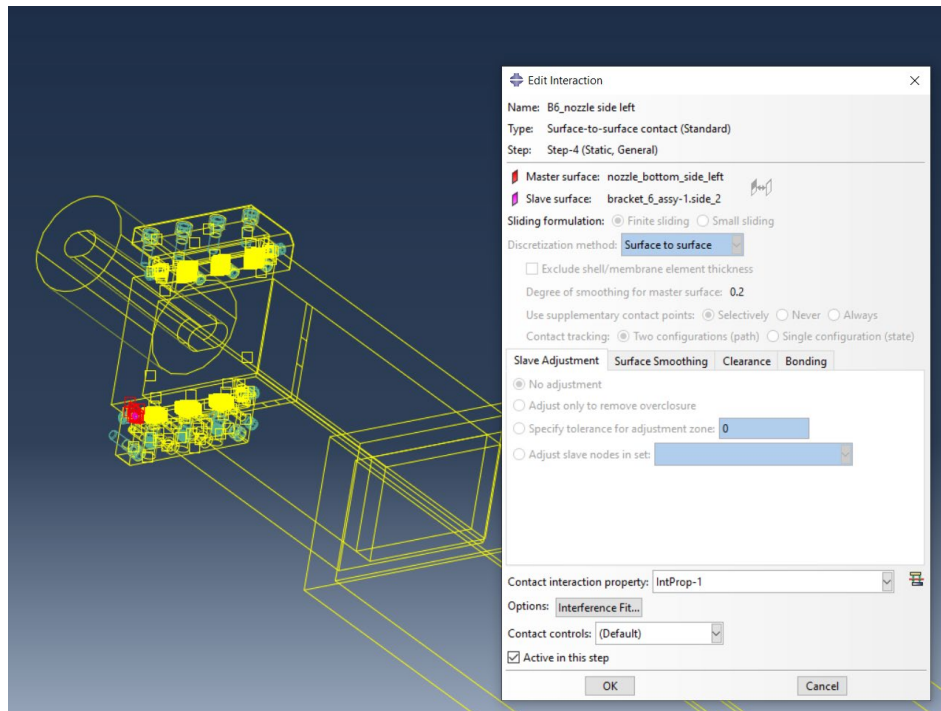 Edit Interaction
Name: B6_nozzle side left
Type: Surface-to-surface contact (Standard)
Step: Step-4 (Static, General)
Master surface: nozzle_bottom_side_left
Slave surface: bracket_6_assy-1.side_2
Sliding formulation: Finite sliding Small sliding
Discretization method: Surface to surface
Exclude shell/membrane element thickness
Degree of smoothing for master surface: 0.2
Use supplementary contact points: Selectively Never Always
Contact tracking: Two configurations (path) Single configuration (state)
Slave Adjustment Surface Smoothing Clearance Bonding
No adjustment
Adjust only to remove overclosure
Specify tolerance for adjustment zone: 0
Adjust slave nodes in set:
Contact interaction property: IntProp-1
Options: Interference Fit...
Contact controls: (Default)
Active in this step
OK Cancel